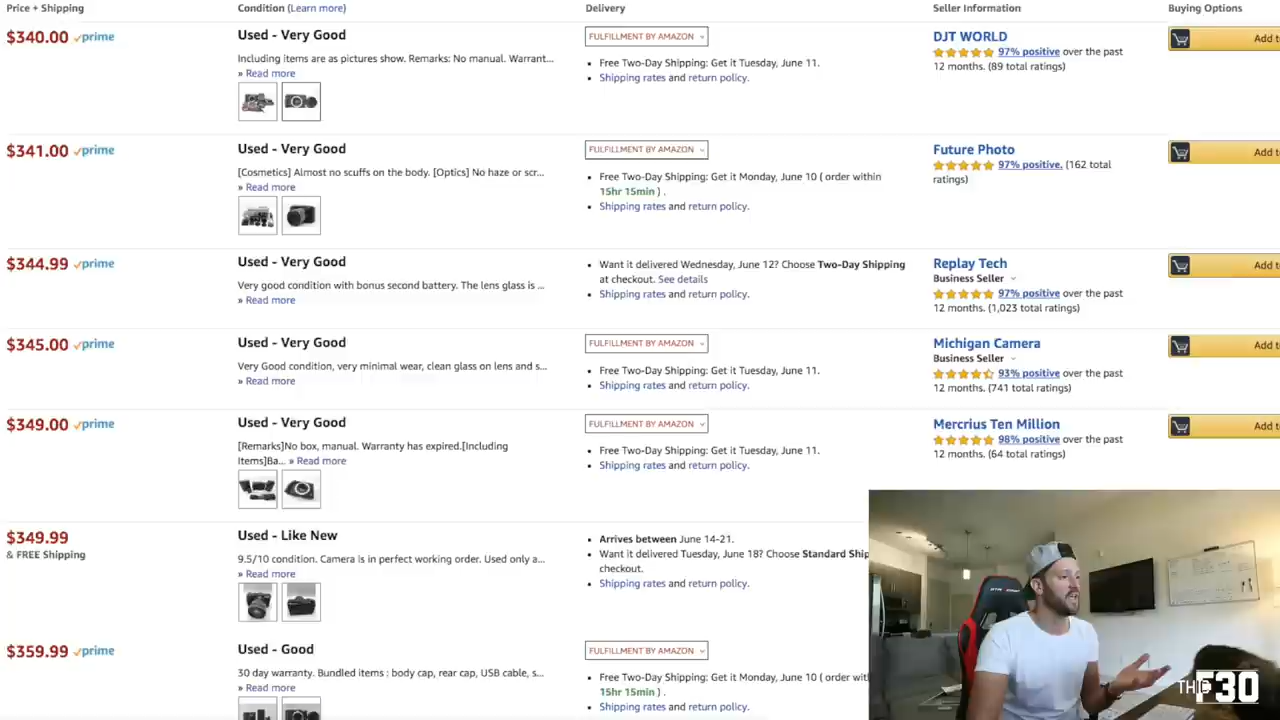 Price + Shipping
Condition (Learn more)
Delivery
Seller Information
Buying Options
$340.00 prime
Used - Very Good
Including items are as pictures show. Remarks: No manual. Warrant...
» Read more
FULFILLMENT BY AMAZON
• Free Two-Day Shipping: Get it Tuesday, June 11.
• Shipping rates and return policy.
DJT WORLD
97% positive over the past
12 months. (89 total ratings)
Add t
$341.00 prime
Used - Very Good
[Cosmetics] Almost no scuffs on the body. [Optics] No haze or scr...
» Read more
FULFILLMENT BY AMAZON
• Free Two-Day Shipping: Get it Monday, June 10 ( order within
15hr 15min ) .
• Shipping rates and return policy.
Future Photo
97% positive. (162 total
ratings)
Add t
$344.99 prime
Used - Very Good
Very good condition with bonus second battery. The lens glass is ...
» Read more
• Want it delivered Wednesday, June 12? Choose Two-Day Shipping
at checkout. See details
• Shipping rates and return policy.
Replay Tech
Business Seller
97% positive over the past
12 months. (1,023 total ratings)
Add t
$345.00 prime
Used - Very Good
Very Good condition, very minimal wear, clean glass on lens and s...
» Read more
FULFILLMENT BY AMAZON
• Free Two-Day Shipping: Get it Tuesday, June 11.
• Shipping rates and return policy.
Michigan Camera
Business Seller
93% positive over the past
12 months. (741 total ratings)
Add t
$349.00 prime
Used - Very Good
[Remarks]No box, manual. Warranty has expired.[Including
Items]Ba... » Read more
FULFILLMENT BY AMAZON
• Free Two-Day Shipping: Get it Tuesday, June 11.
• Shipping rates and return policy.
Mercrius Ten Million
98% positive over the past
12 months. (64 total ratings)
Add t
$349.99
& FREE Shipping
Used - Like New
9.5/10 condition. Camera is in perfect working order. Used only a...
» Read more
• Arrives between June 14-21.
• Want it delivered Tuesday, June 18? Choose Standard Ship
checkout.
• Shipping rates and return policy.
$359.99 prime
Used - Good
30 day warranty. Bundled items : body cap, rear cap, USB cable, s...
» Read more
FULFILLMENT BY AMAZON
• Free Two-Day Shipping: Get it Monday, June 10 ( order wit
15hr 15min ) .
• Shipping rates and return policy.
F30